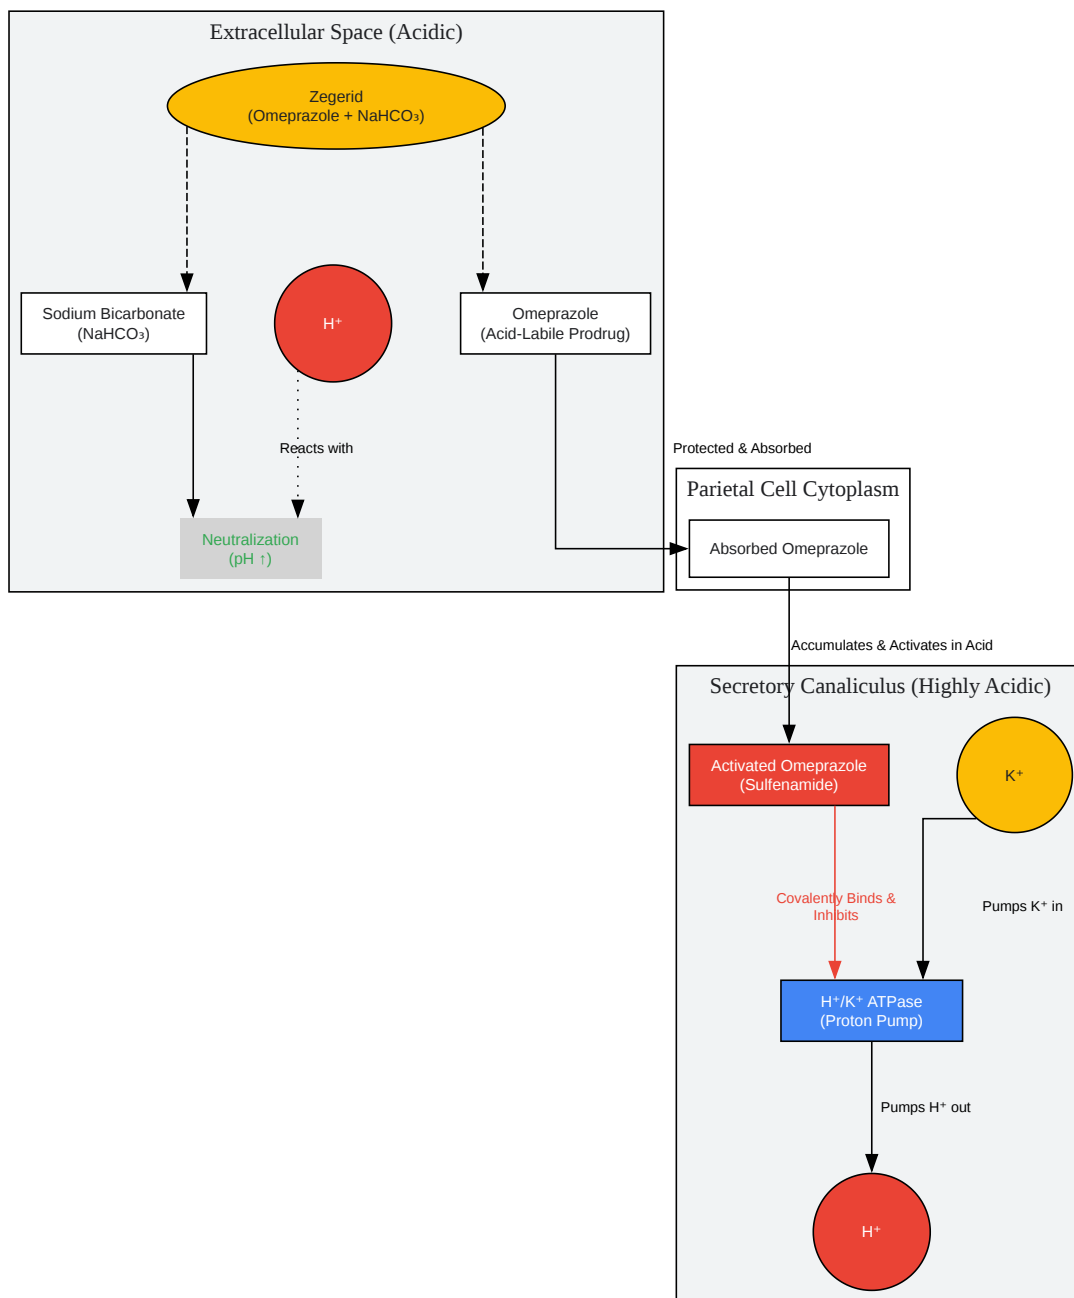 Extracellular Space (Acidic)
Zegerid
(Omeprazole + NaHCO₃)
Sodium Bicarbonate
(NaHCO₃)
H⁺
Omeprazole
(Acid-Labile Prodrug)
Reacts with
Neutralization
(pH ↑)
Protected & Absorbed
Parietal Cell Cytoplasm
Absorbed Omeprazole
Accumulates & Activates in Acid
Secretory Canaliculus (Highly Acidic)
Activated Omeprazole
(Sulfenamide)
K⁺
Covalently Binds &
Inhibits
Pumps K⁺ in
H⁺/K⁺ ATPase
(Proton Pump)
Pumps H⁺ out
H⁺